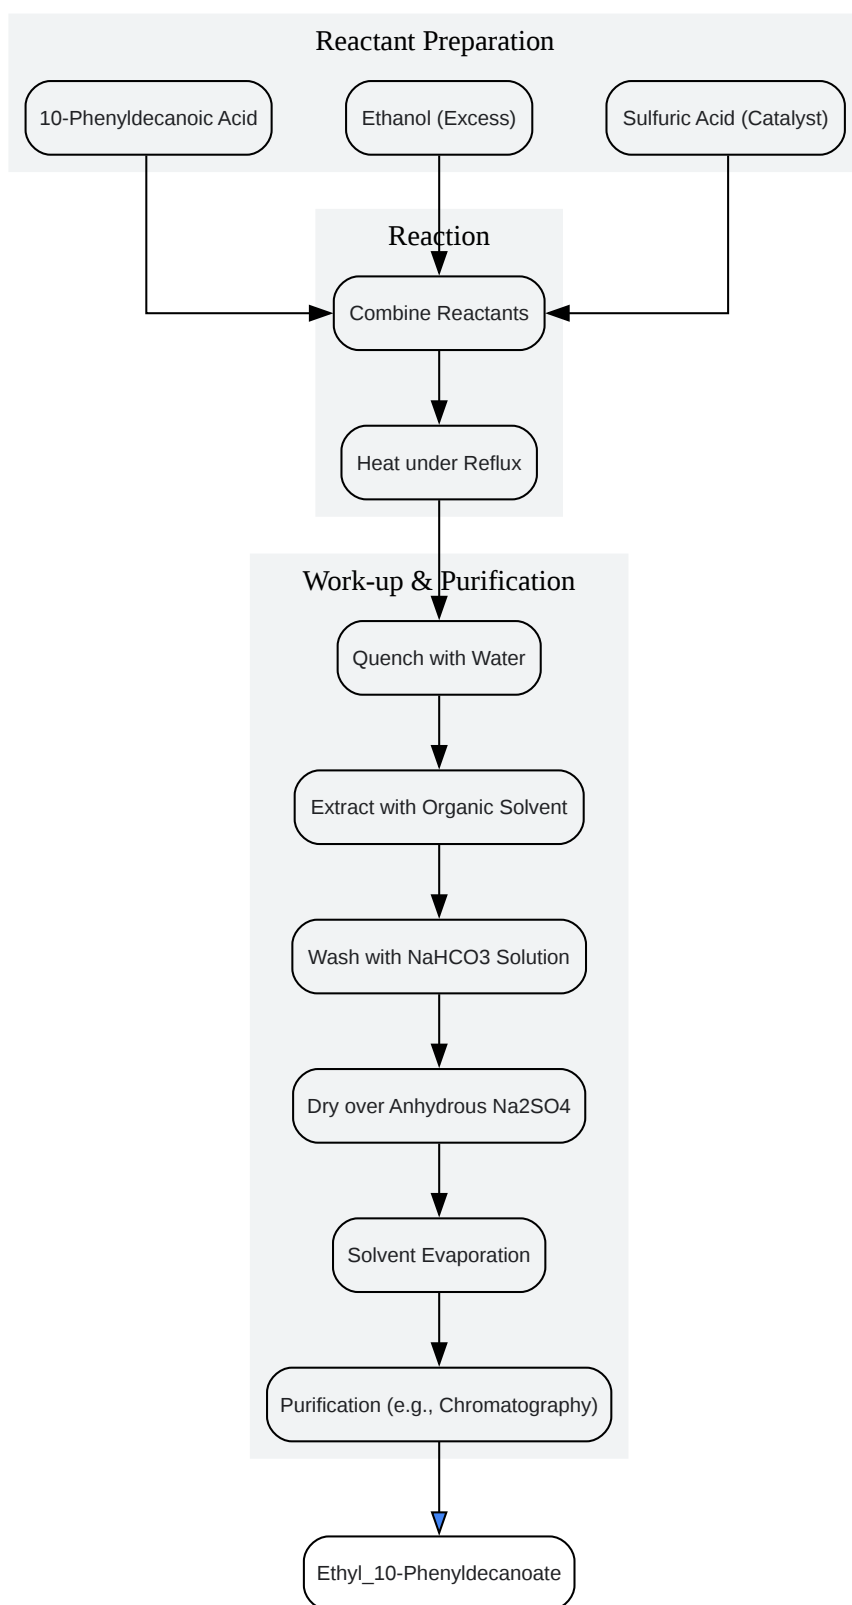 Reactant Preparation
10-Phenyldecanoic Acid
Ethanol (Excess)
Sulfuric Acid (Catalyst)
Reaction
Combine Reactants
Heat under Reflux
Work-up & Purification
Quench with Water
Extract with Organic Solvent
Wash with NaHCO3 Solution
Dry over Anhydrous Na2SO4
Solvent Evaporation
Purification (e.g., Chromatography)
Ethyl_10-Phenyldecanoate